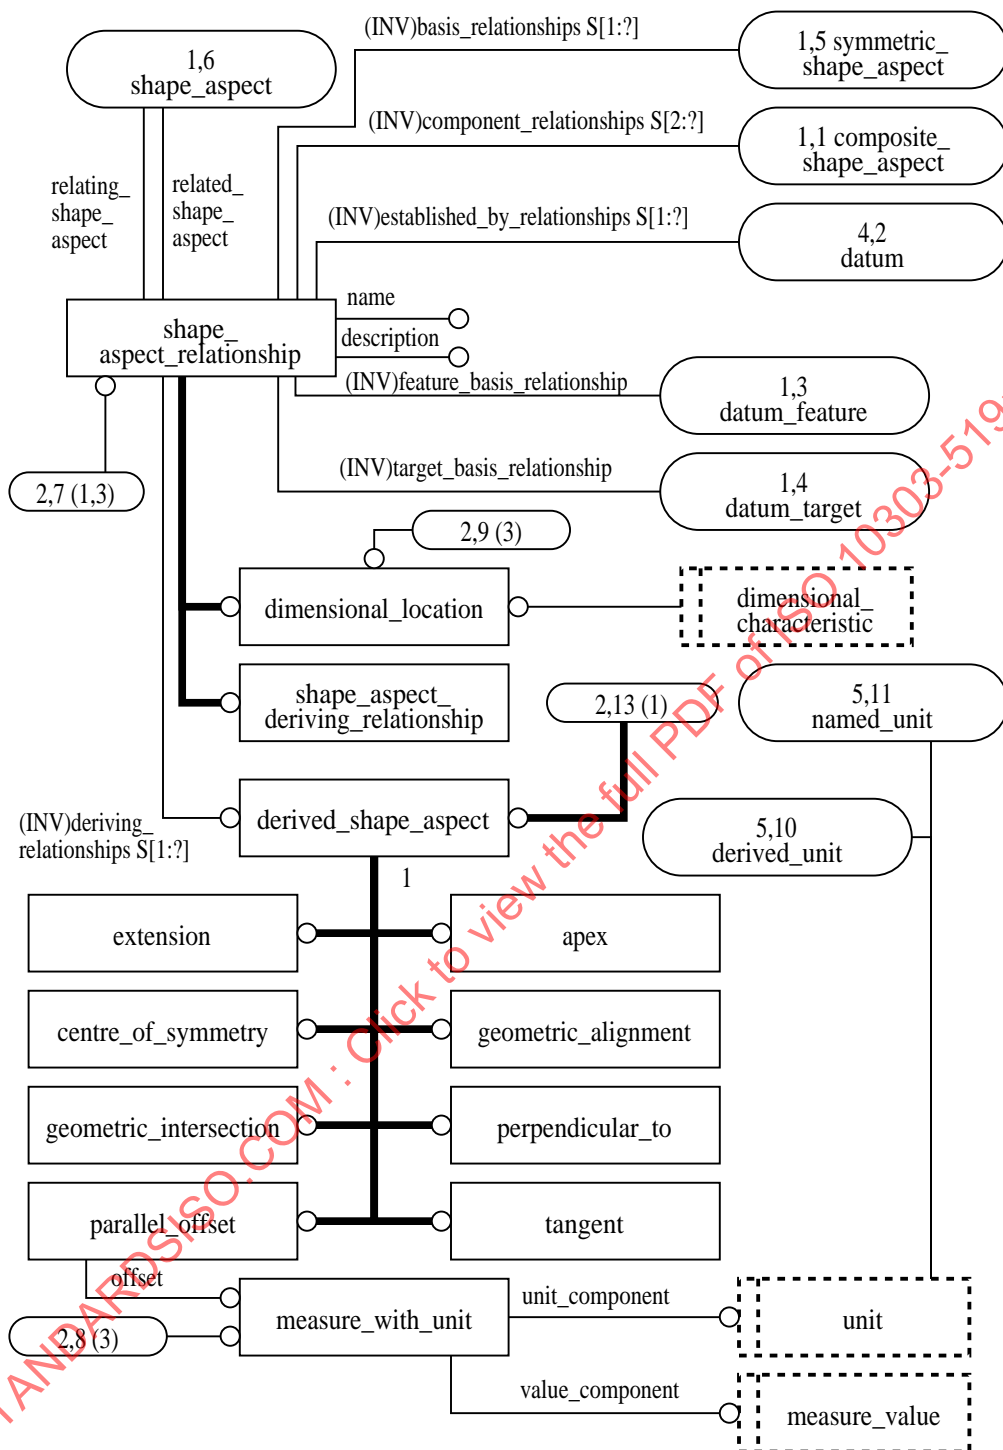 (INV)basis_relationships S[1:?]
1,6
shape_aspect
1,5 symmetric_
shape_aspect
(INV)component_relationships S[2:?]
1,1 composite_
shape_aspect
relating_
shape_
aspect
related_
shape_
aspect
(INV)established_by_relationships S[1:?]
4,2
datum
name
shape_
aspect_relationship
description
(INV)feature_basis_relationship
1,3
datum_feature
(INV)target_basis_relationship
1,4
datum_target
2,7 (1,3)
2,9 (3)
dimensional_location
dimensional_
characteristic
shape_aspect_
deriving_relationship
2,13 (1)
5,11
named_unit
(INV)deriving_
relationships S[1:?]
derived_shape_aspect
5,10
derived_unit
1
extension
apex
centre_of_symmetry
geometric_alignment
geometric_intersection
perpendicular_to
parallel_offset
tangent
offset
measure_with_unit
unit_component
unit
2,8 (3)
value_component
measure_value
TANDARDSISO.COM : Click to view the full PDF of ISO 10303-519